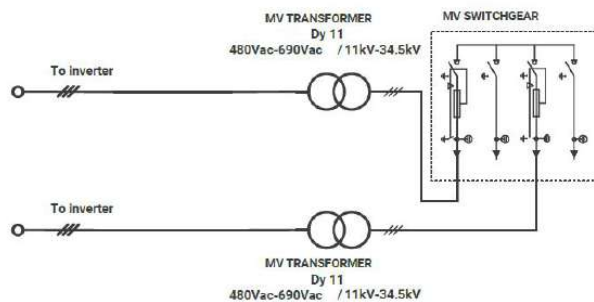 MV TRANSFORMER
Dy 11
480Vac-690Vac / 11kV-34.5kV
MV SWITCHGEAR
To inverter
To inverter
MV TRANSFORMER
Dy 11
480Vac-690Vac / 11kV-34.5kV